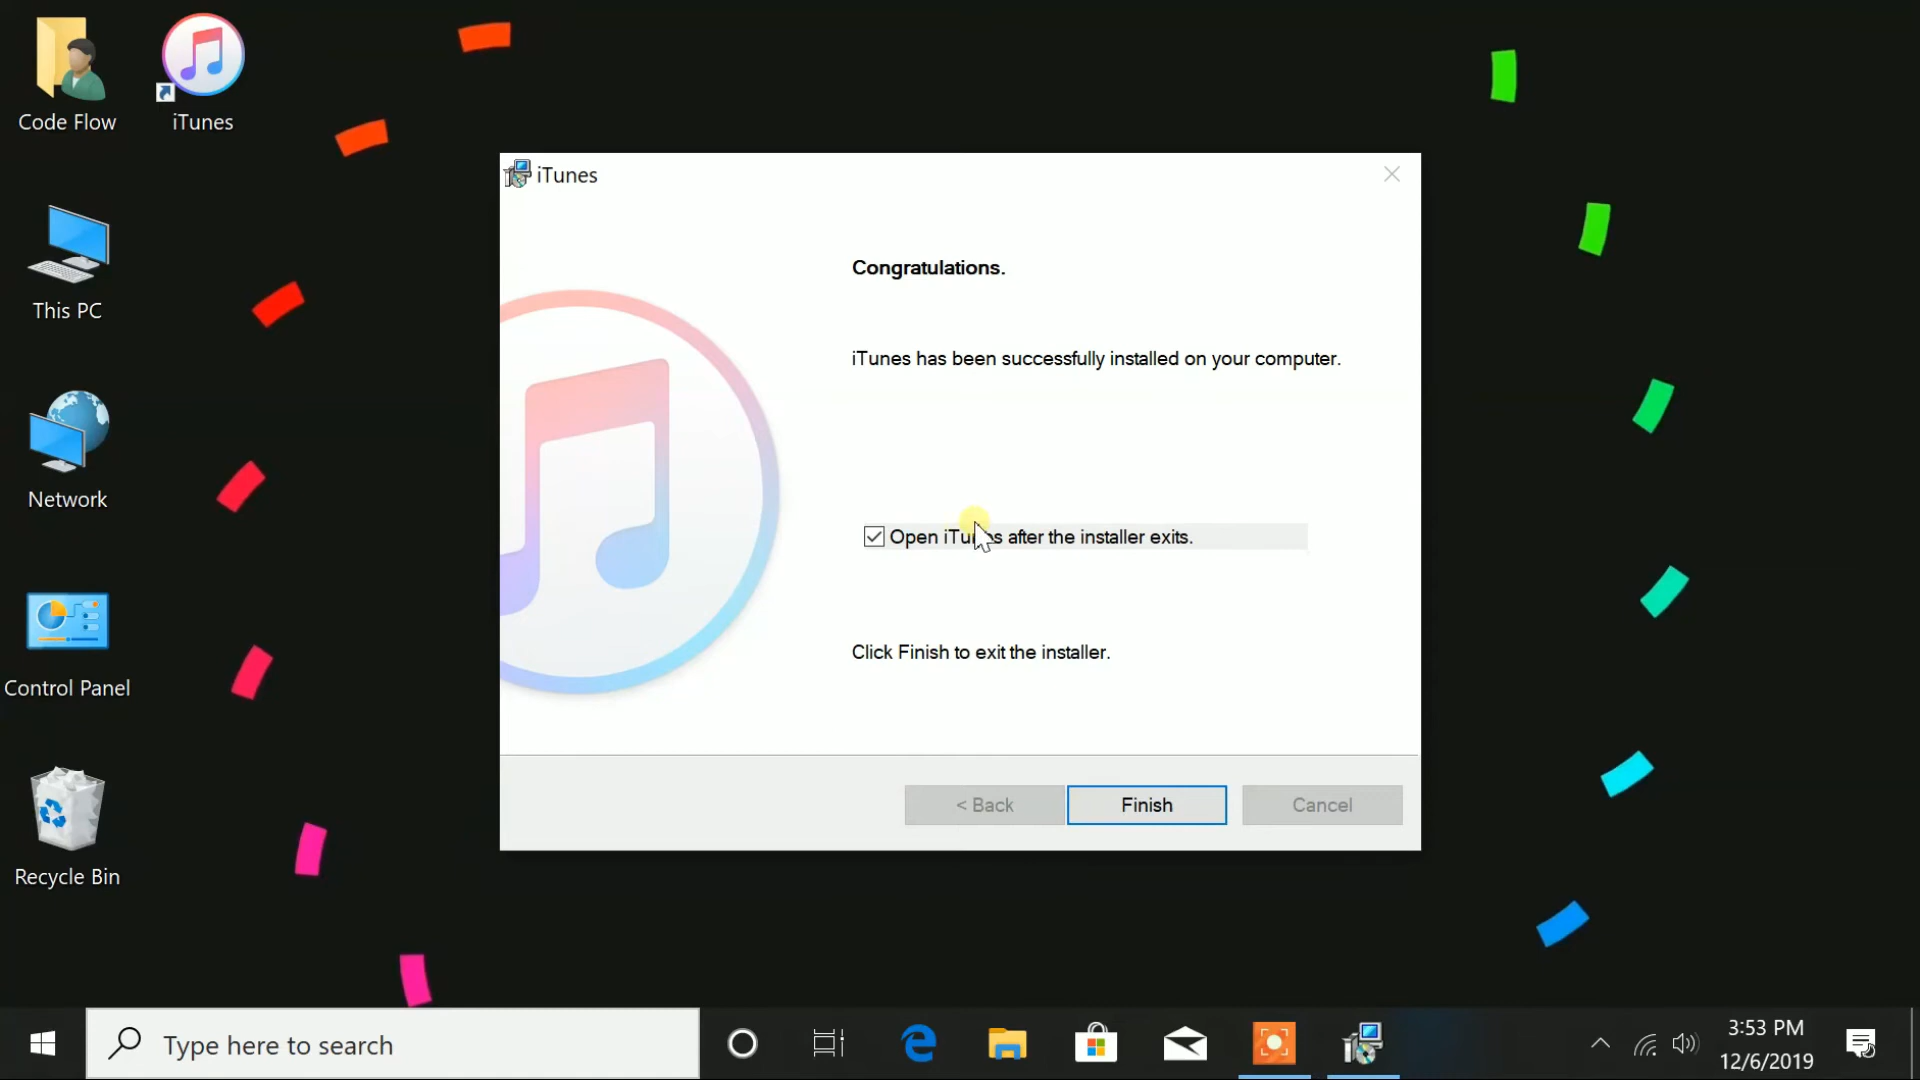 Code Flow
iTunes
This PC
Network
Control Panel
Recycle Bin
iTunes
Congratulations.
iTunes has been successfully installed on your computer.
Open iTunes after the installer exits.
Click Finish to exit the installer.
< Back
Finish
Cancel
Type here to search
3:53 PM
12/6/2019